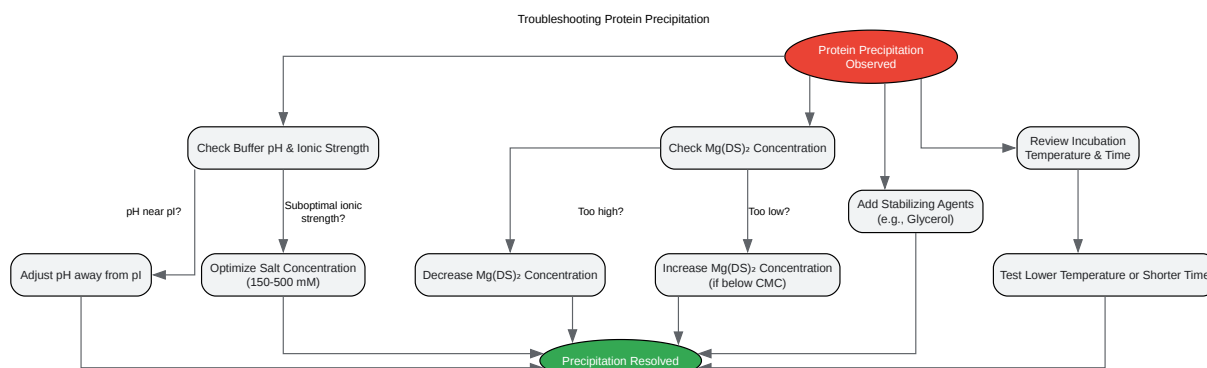 Troubleshooting Protein Precipitation
Protein Precipitation
Observed
Check Buffer pH & Ionic Strength
Check Mg(DS)₂ Concentration
Review Incubation
Temperature & Time
pH near pI?
Suboptimal ionic
strength?
Too high?
Too low?
Add Stabilizing Agents
(e.g., Glycerol)
Adjust pH away from pI
Optimize Salt Concentration
(150-500 mM)
Decrease Mg(DS)₂ Concentration
Increase Mg(DS)₂ Concentration
(if below CMC)
Test Lower Temperature or Shorter Time
Precipitation Resolved